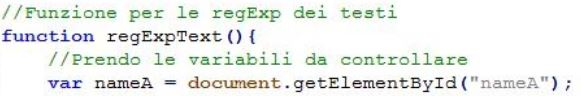 //Funzione per le regExp dei testi
function regExpText(){
//Prendo le variabili da controllare
var nameA = document.getElementById("nameA");